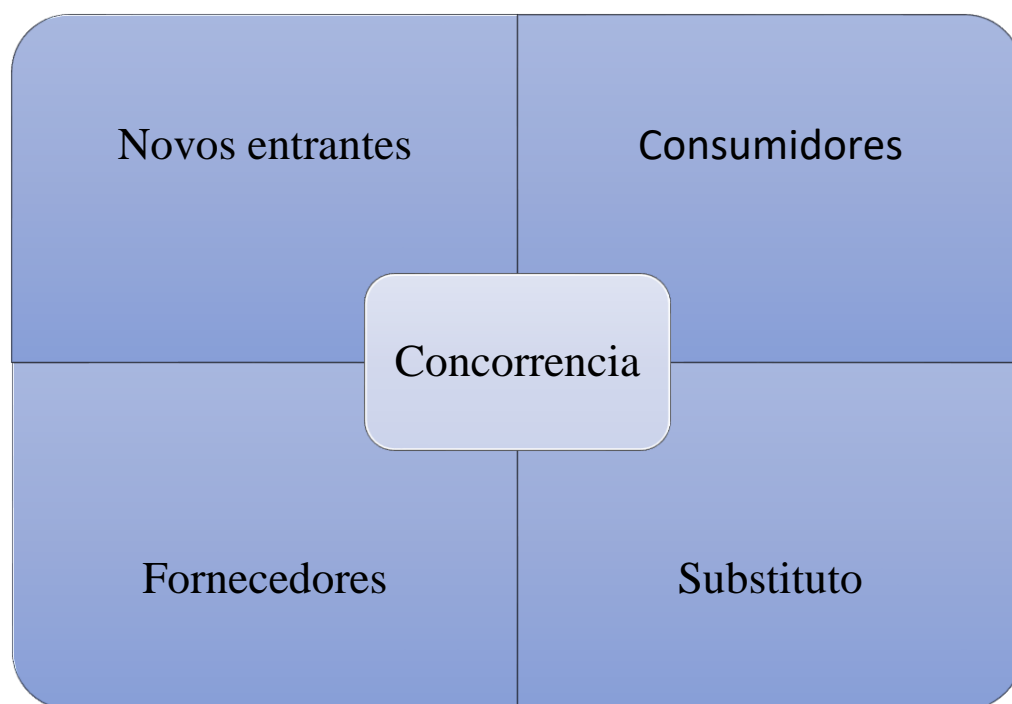 Novos entrantes
Consumidores
Concorrencia
Fornecedores
Substituto